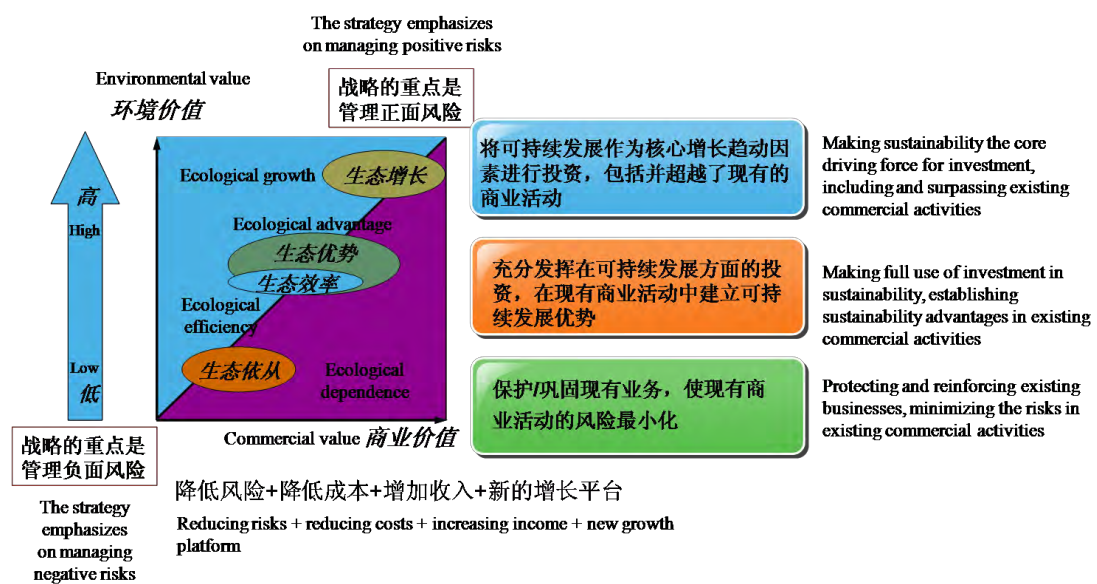 The strategy emphasizes
on managing positive risks
战略的重点是
管理正面风险
Environmental value
环境价值
高
High
Low
低
Ecological growth
生态增长
Ecological advantage
生态优势
生态效率
Ecological
efficiency
生态依从
Ecological
dependence
Commercial value 商业价值
将可持续发展作为核心增长趋动因
素进行投资，包括并超越了现有的
商业活动
Making sustainability the core
driving force for investment,
including and surpassing existing
commercial activities
充分发挥在可持续发展方面的投
资，在现有商业活动中建立可持
续发展优势
Making full use of investment in
sustainability, establishing
sustainability advantages in existing
commercial activities
保护/巩固现有业务，使现有商
业活动的风险最小化
Protecting and reinforcing existing
businesses, minimizing the risks in
existing commercial activities
战略的重点是
管理负面风险
The strategy
emphasizes
on managing
negative risks
降低风险+降低成本+增加收入+新的增长平台
Reducing risks + reducing costs + increasing income + new growth
platform